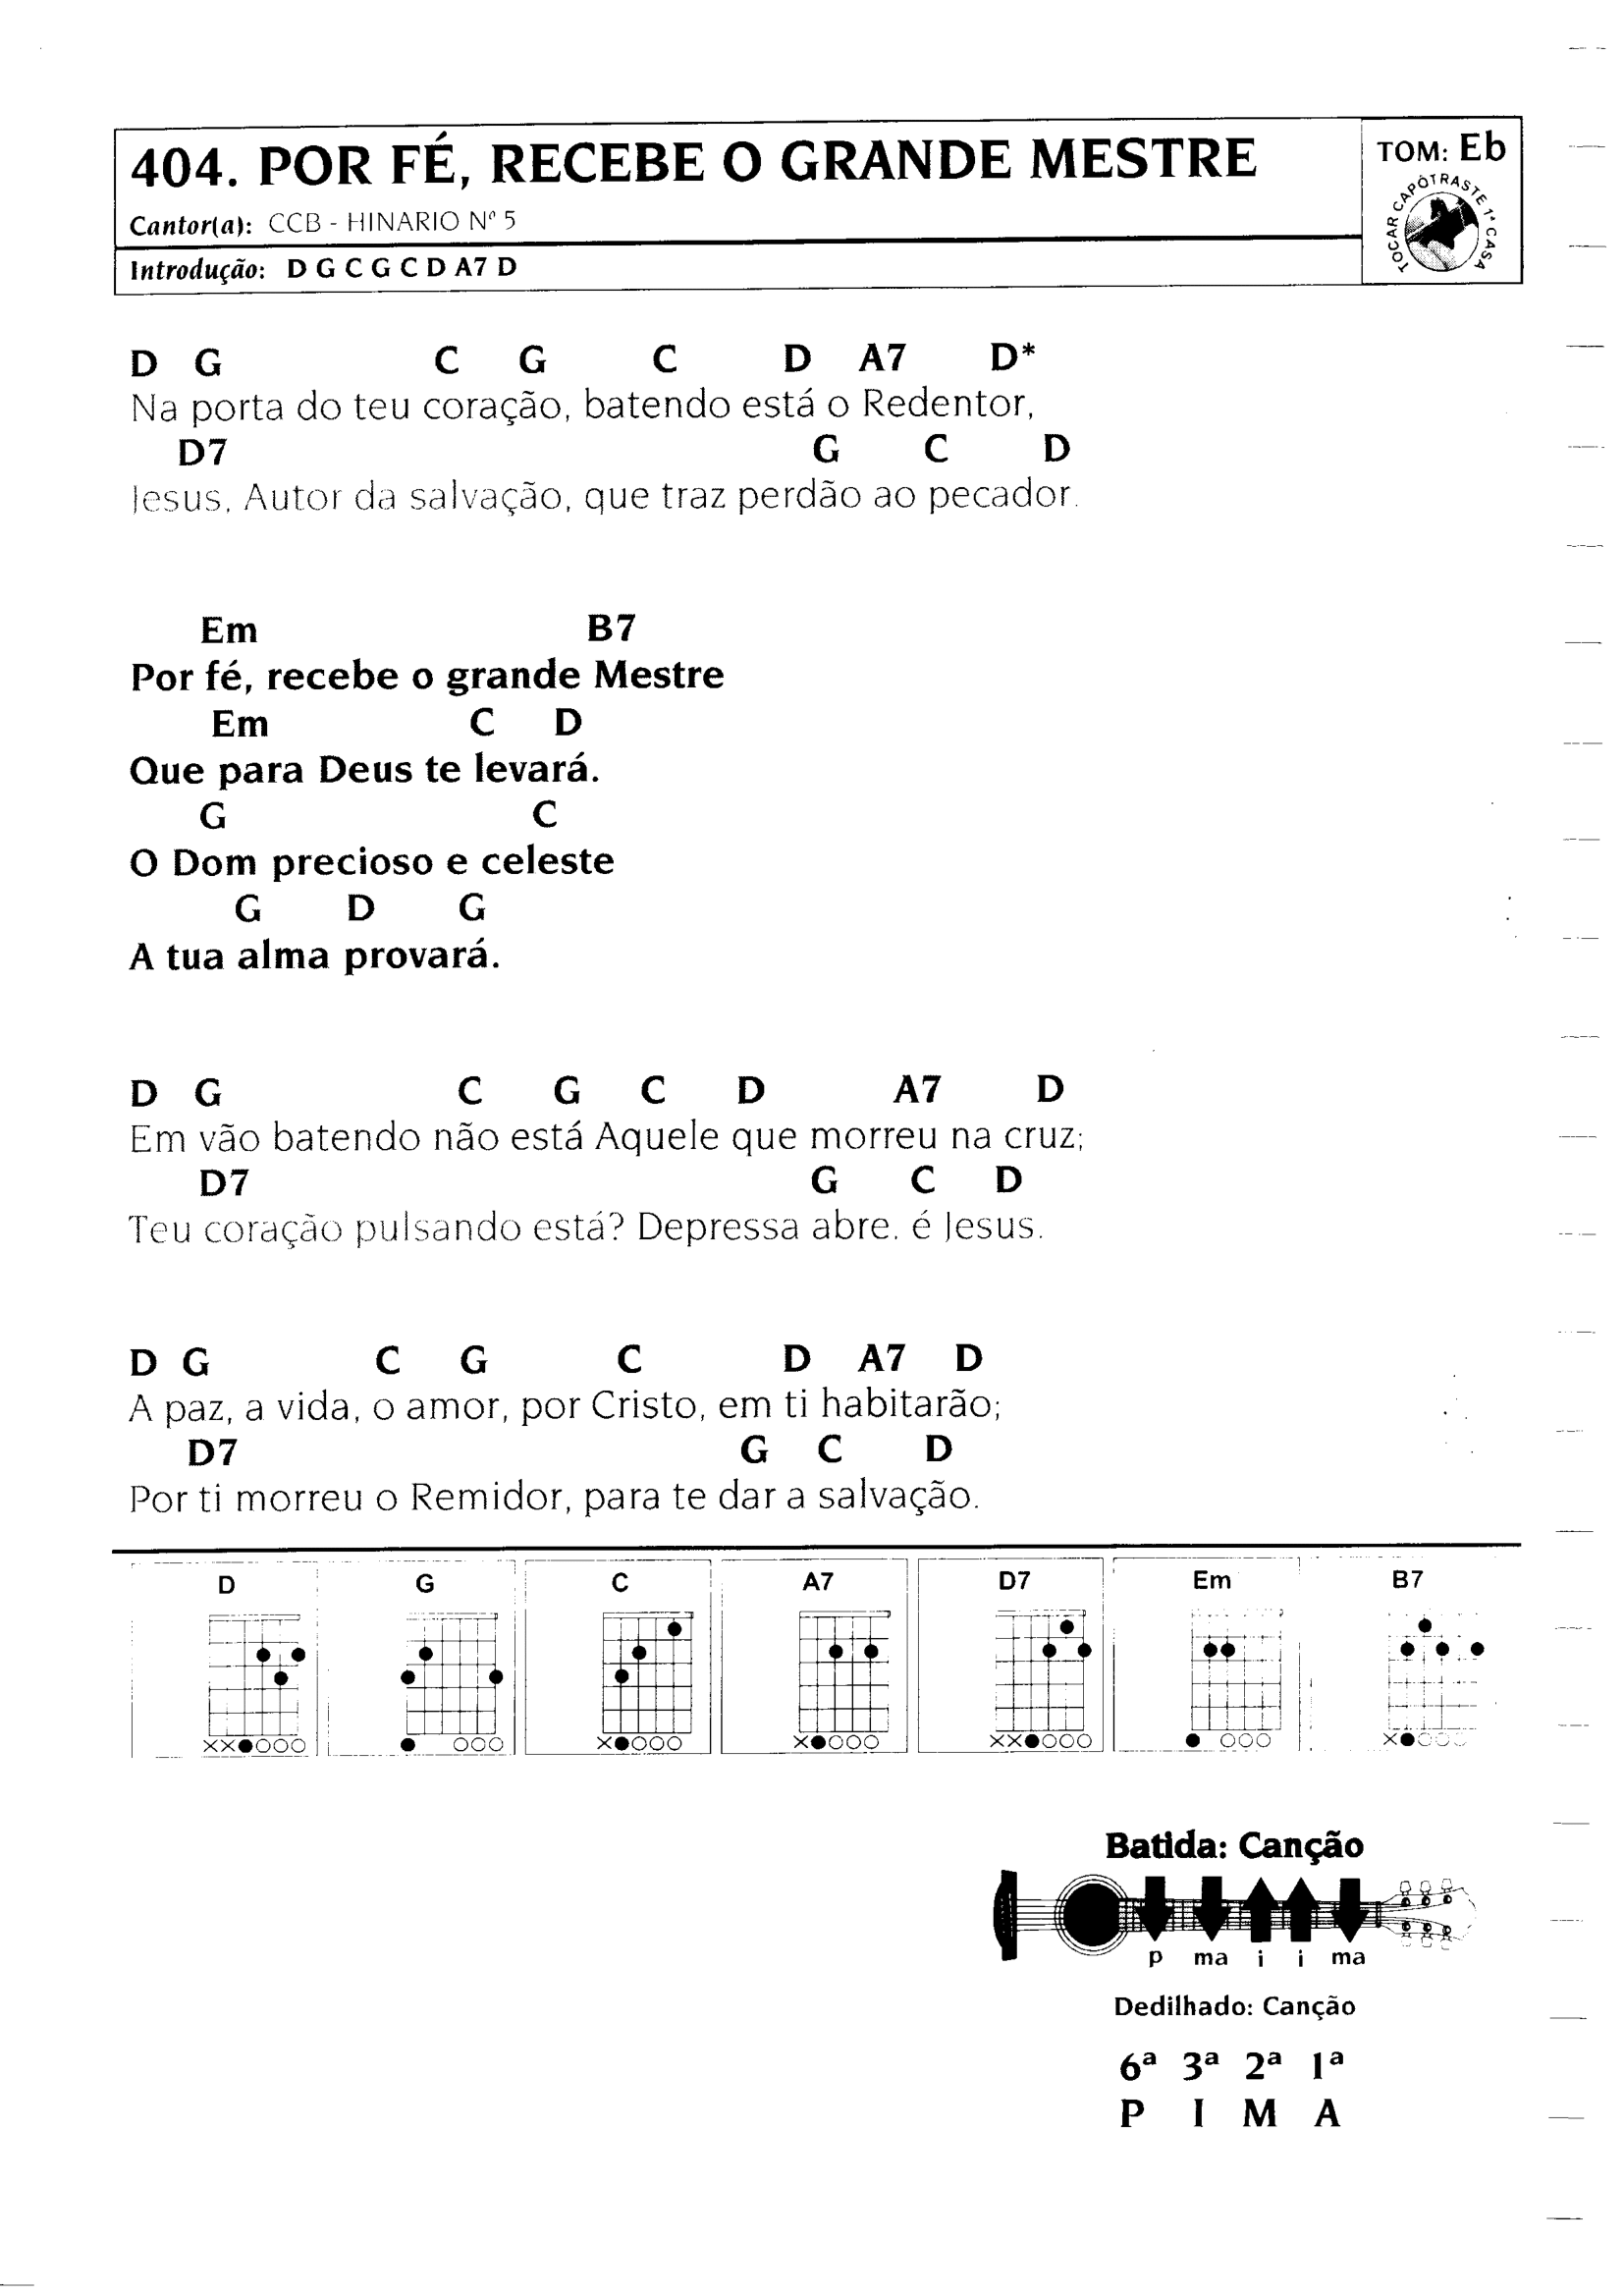 404. POR FÉ, RECEBE O GRANDE MESTRE
Cantor(a): CCB - HINARIO Nº 5
Introdução: D G C G C D A7 D
TOM: Eb
TOCAR CAPÔTRASTE 1ª CASA
D G C G C D A7 D*
Na porta do teu coração, batendo está o Redentor,
D7 G C D
Jesus, Autor da salvação, que traz perdão ao pecador.
Em B7
Por fé, recebe o grande Mestre
Em C D
Que para Deus te levará.
G C
O Dom precioso e celeste
G D G
A tua alma provará.
D G C G C D A7 D
Em vão batendo não está Aquele que morreu na cruz;
D7 G C D
Teu coração pulsando está? Depressa abre, é Jesus.
D G C G C D A7 D
A paz, a vida, o amor, por Cristo, em ti habitarão;
D7 G C D
Por ti morreu o Remidor, para te dar a salvação.
D G C A7 D7 Em B7
Batida: Canção
p ma i i ma
Dedilhado: Canção
6ª 3ª 2ª 1ª
P I M A